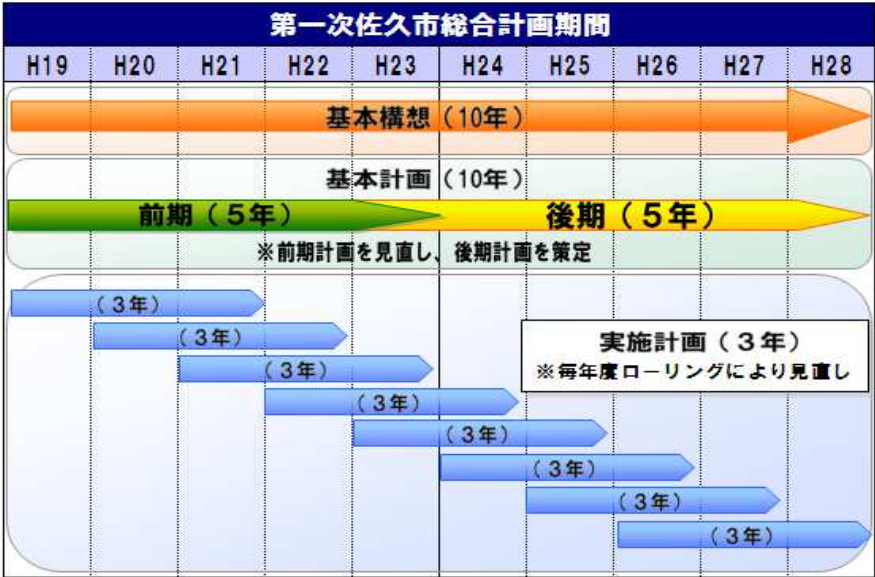 第一次佐久市総合計画期間
H19 H20 H21 H22 H23 H24 H25 H26 H27 H28
基本構想（10年）
基本計画（10年）
前期（５年） 後期（５年）
※前期計画を見直し、後期計画を策定
（３年）
（３年）
（３年）
（３年）
（３年）
（３年）
（３年）
（３年）
実施計画（３年）
※毎年度ローリングにより見直し